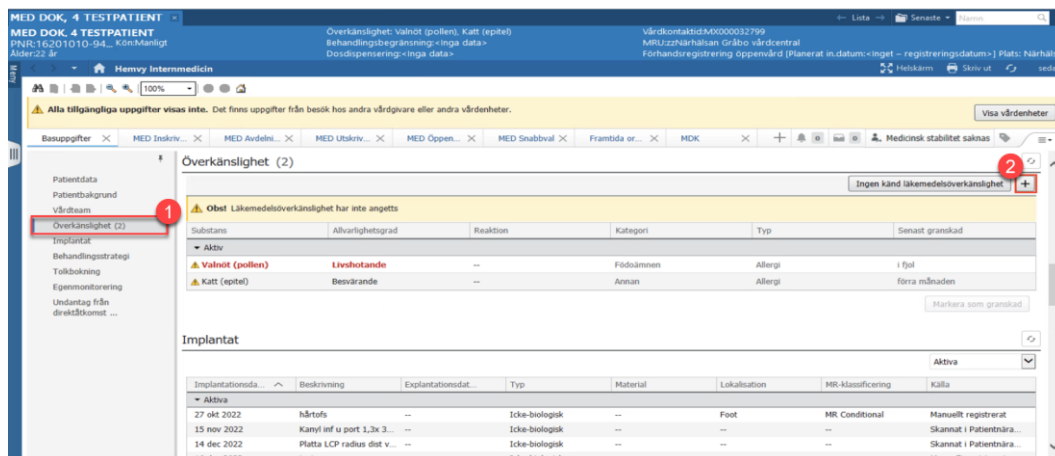 MED DOK, 4 TESTPATIENT ×
← Lista → Senaste Namn
MED DOK, 4 TESTPATIENT
PNR:16201010-94... Kön:Manligt
Ålder:22 år
Överkänslighet: Valnöt (pollen), Katt (epitel)
Behandlingsbegränsning:<Inga data>
Dosdispensering:<Inga data>
Vårdkontaktid:MX000032799
MRU:zzNärhälsan Gråbo vårdcentral
Förhandsregistrering öppenvård [Planerat in.datum:<Inget – registreringsdatum>] Plats: Närhäls
Meny
Hemvy Internmedicin
Helskärm Skriv ut seda
100%
Alla tillgängliga uppgifter visas inte. Det finns uppgifter från besök hos andra vårdgivare eller andra vårdenheter.
Visa vårdenheter
Basuppgifter × MED Inskriv... × MED Avdelni... × MED Utskriv... × MED Öppen... × MED Snabbval × Framtida or... × MDK × + 0 0 Medicinsk stabilitet saknas
Patientdata
Patientbakgrund
Vårdteam
1
Överkänslighet (2)
Implantat
Behandlingsstrategi
Tolkbokning
Egenmonitorering
Undantag från
direktåtkomst ...
Överkänslighet (2)
2
Ingen känd läkemedelsöverkänslighet +
Obs! Läkemedelsöverkänslighet har inte angetts
Substans Allvarlighetsgrad Reaktion Kategori Typ Senast granskad
Aktiv
Valnöt (pollen) Livshotande -- Födoämnen Allergi i fjol
Katt (epitel) Besvärande -- Annan Allergi förra månaden
Markera som granskad
Implantat
Aktiva
Implantationsda... Beskrivning Explantationsdat... Typ Material Lokalisation MR-klassificering Källa
Aktiva
27 okt 2022 hårtofs -- Icke-biologisk -- Foot MR Conditional Manuellt registrerat
15 nov 2022 Kanyl inf u port 1,3x 3... -- Icke-biologisk -- -- -- Skannat i Patientnära...
14 dec 2022 Platta LCP radius dist v... -- Icke-biologisk -- -- -- Skannat i Patientnära...